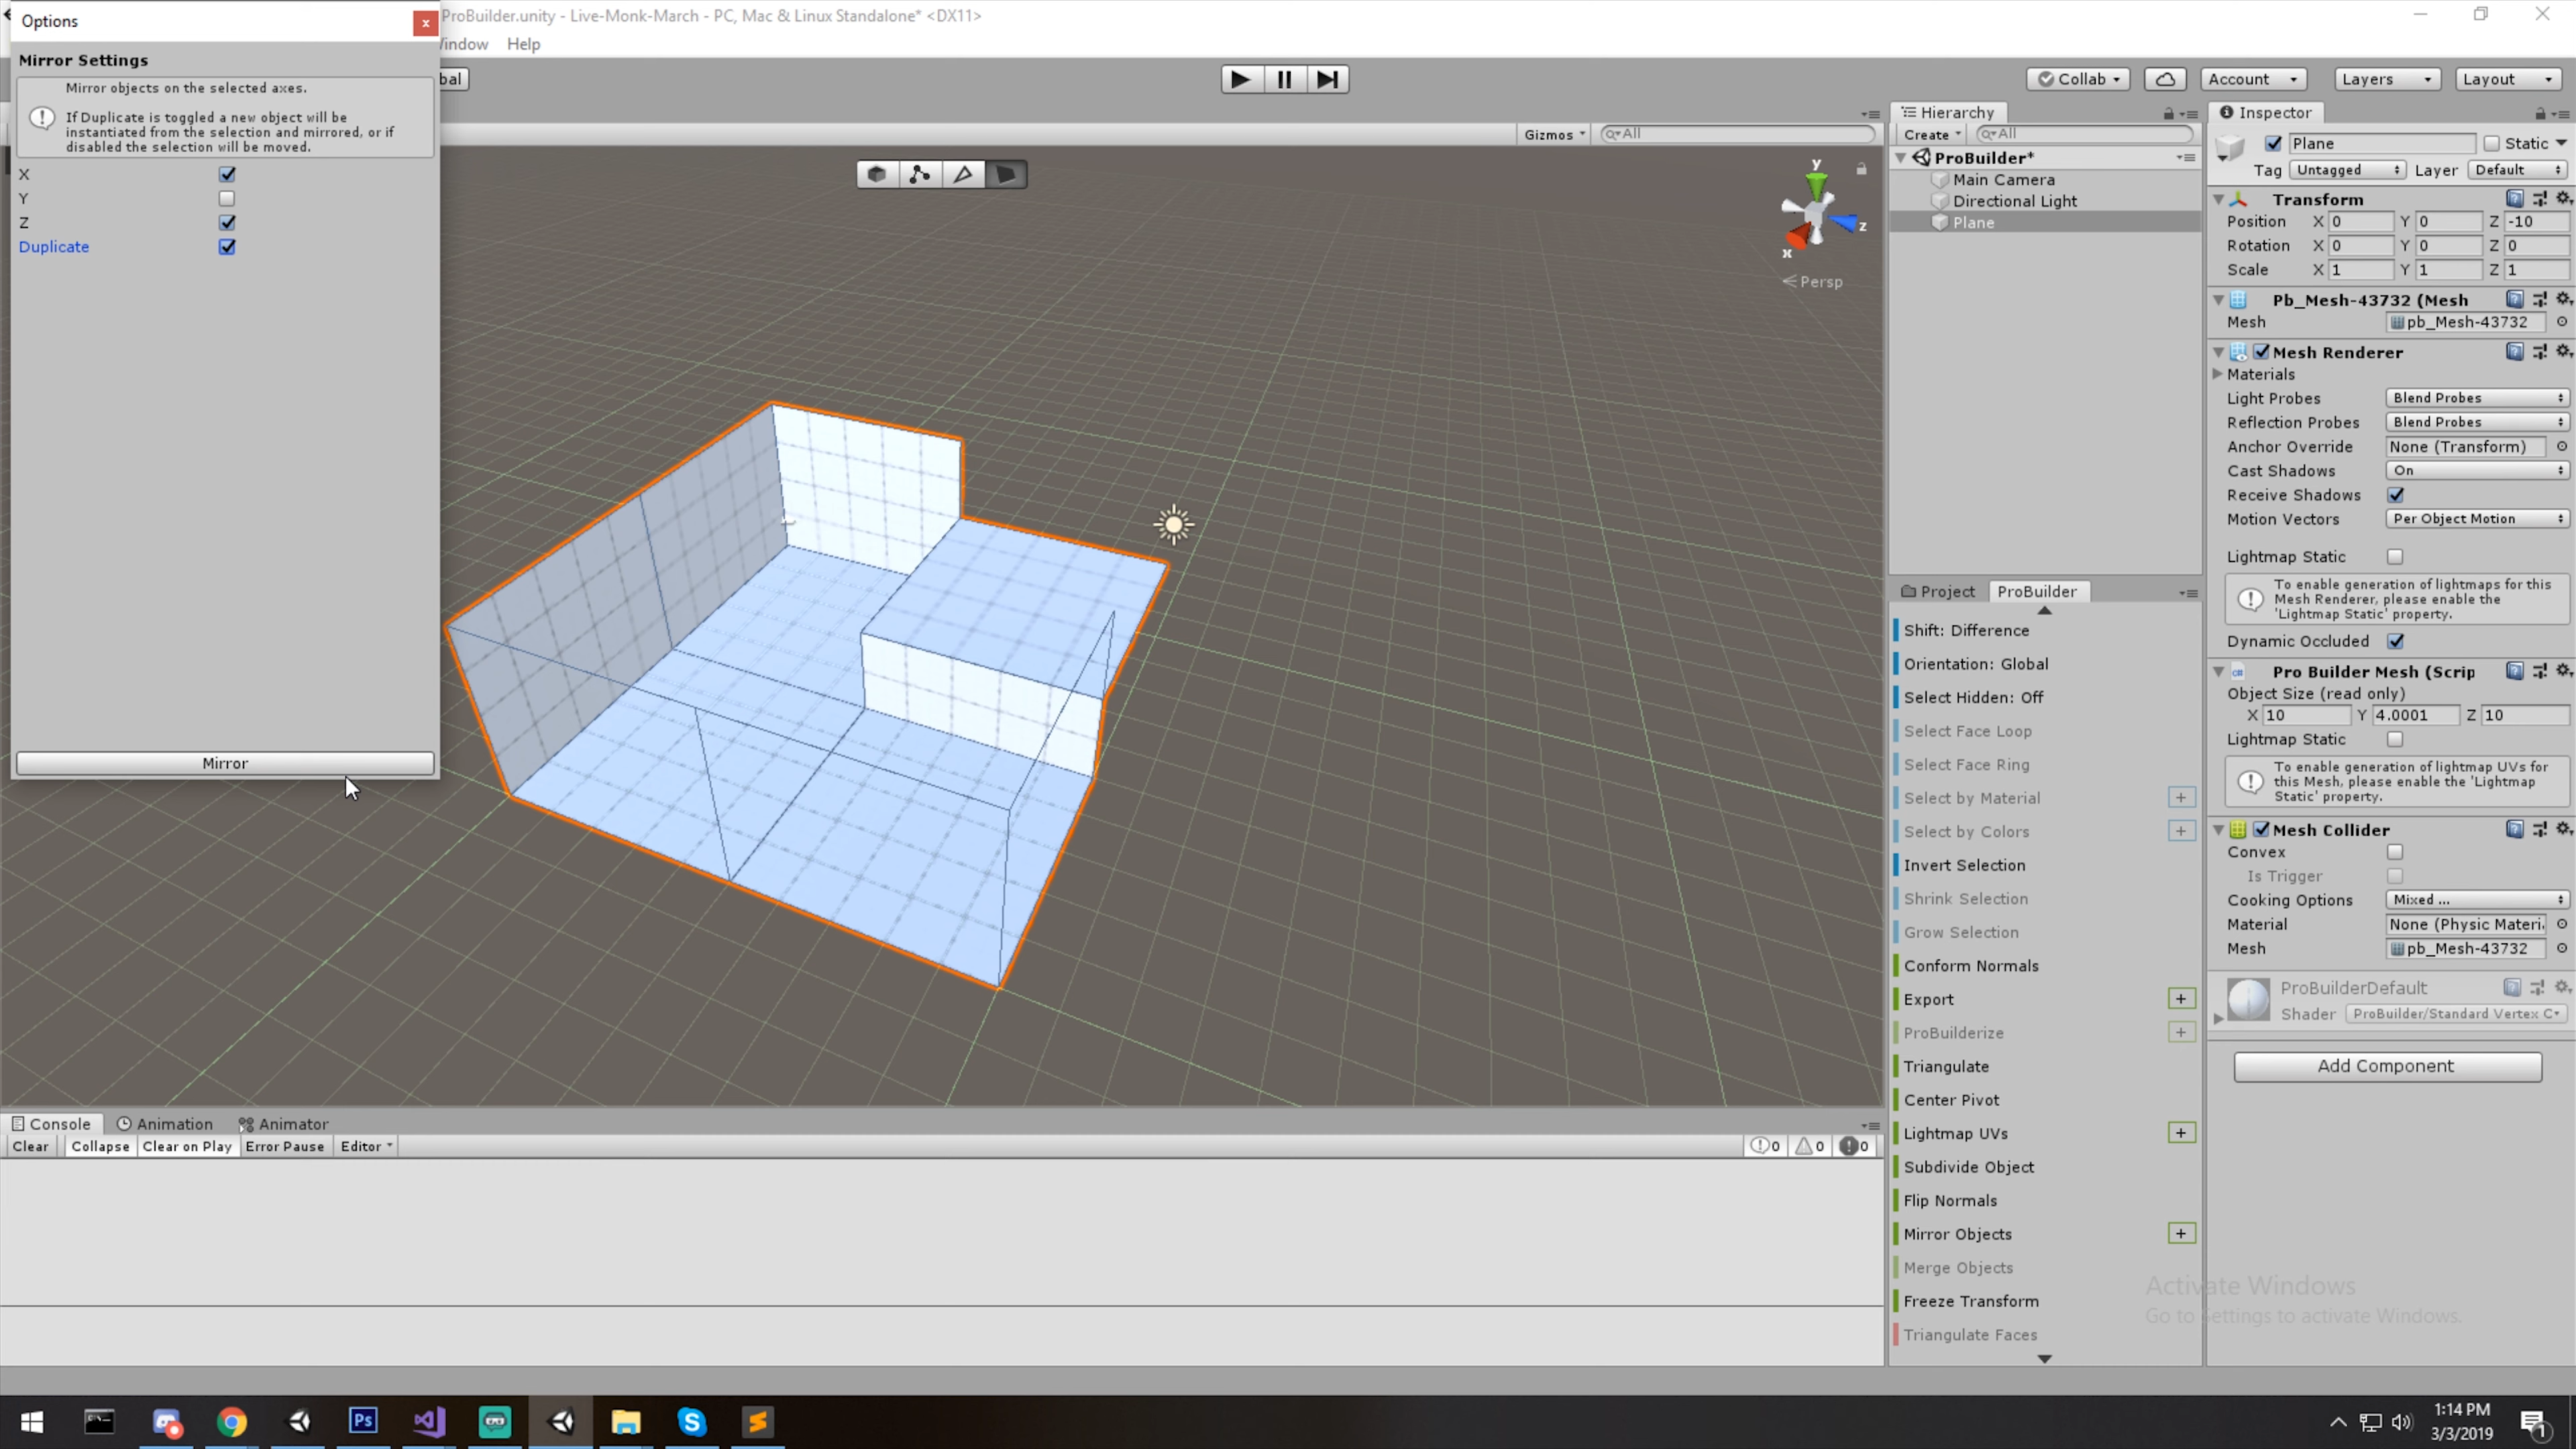 Options
x
ProBuilder.unity - Live-Monk-March - PC, Mac & Linux Standalone* <DX11>
indow Help
Mirror Settings
Mirror objects on the selected axes.
If Duplicate is toggled a new object will be
instantiated from the selection and mirrored, or if
disabled the selection will be moved.
X
Y
Z
Duplicate
Mirror
bal
Collab
Account
Layers
Layout
Gizmos
All
y
z
x
Persp
Hierarchy
Create
All
ProBuilder*
Main Camera
Directional Light
Plane
Project
ProBuilder
Shift: Difference
Orientation: Global
Select Hidden: Off
Select Face Loop
Select Face Ring
Select by Material +
Select by Colors +
Invert Selection
Shrink Selection
Grow Selection
Conform Normals
Export +
ProBuilderize +
Triangulate
Center Pivot
Lightmap UVs +
Subdivide Object
Flip Normals
Mirror Objects +
Merge Objects
Freeze Transform
Triangulate Faces
Inspector
Plane
Static
Tag Untagged Layer Default
Transform
Position X 0 Y 0 Z -10
Rotation X 0 Y 0 Z 0
Scale X 1 Y 1 Z 1
Pb_Mesh-43732 (Mesh
Mesh pb_Mesh-43732
Mesh Renderer
Materials
Light Probes Blend Probes
Reflection Probes Blend Probes
Anchor Override None (Transform)
Cast Shadows On
Receive Shadows
Motion Vectors Per Object Motion
Lightmap Static
To enable generation of lightmaps for this
Mesh Renderer, please enable the
'Lightmap Static' property.
Dynamic Occluded
Pro Builder Mesh (Scrip
Object Size (read only)
X 10 Y 4.0001 Z 10
Lightmap Static
To enable generation of lightmap UVs for
this Mesh, please enable the 'Lightmap
Static' property.
Mesh Collider
Convex
Is Trigger
Cooking Options Mixed ...
Material None (Physic Materi
Mesh pb_Mesh-43732
ProBuilderDefault
Shader ProBuilder/Standard Vertex C
Add Component
Activate Windows
Go to Settings to activate Windows.
Console Animation Animator
Clear Collapse Clear on Play Error Pause Editor
0 0 0
Ps
S
1:14 PM
3/3/2019
1